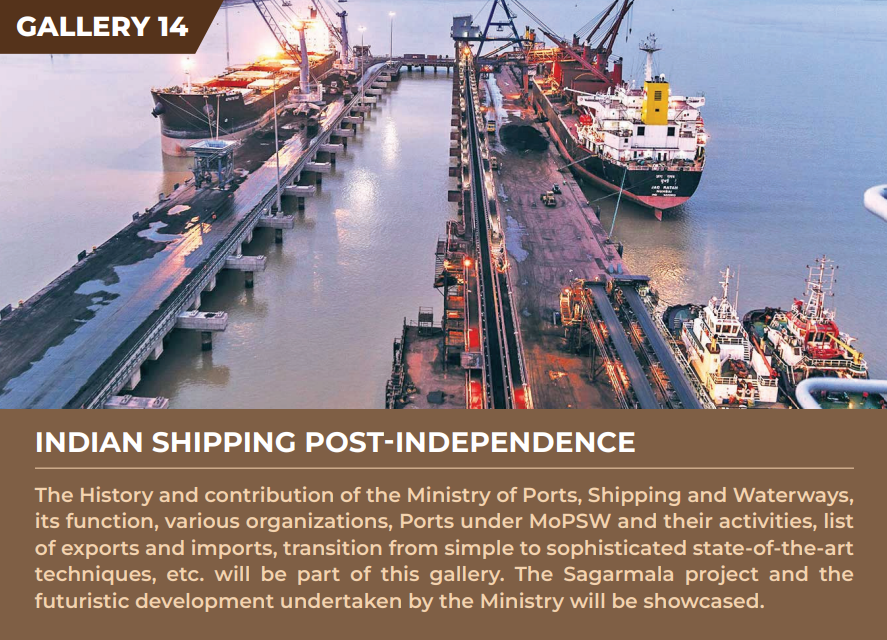 GALLERY 14
JAG RATAN
MUMBAI
INDIAN SHIPPING POST-INDEPENDENCE
The History and contribution of the Ministry of Ports, Shipping and Waterways,
its function, various organizations, Ports under MoPSW and their activities, list
of exports and imports, transition from simple to sophisticated state-of-the-art
techniques, etc. will be part of this gallery. The Sagarmala project and the
futuristic development undertaken by the Ministry will be showcased.